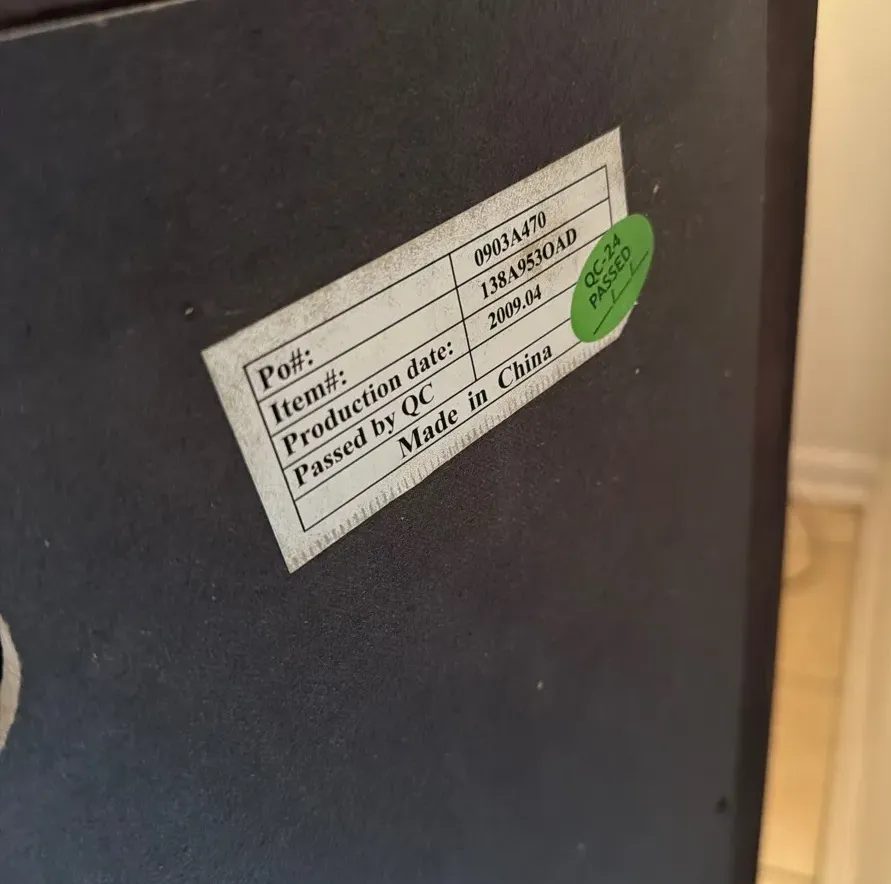 Po#: 0903A470
Item#: 138A953OAD
Production date: 2009.04
Passed by QC
Made in China
QC-24
PASSED